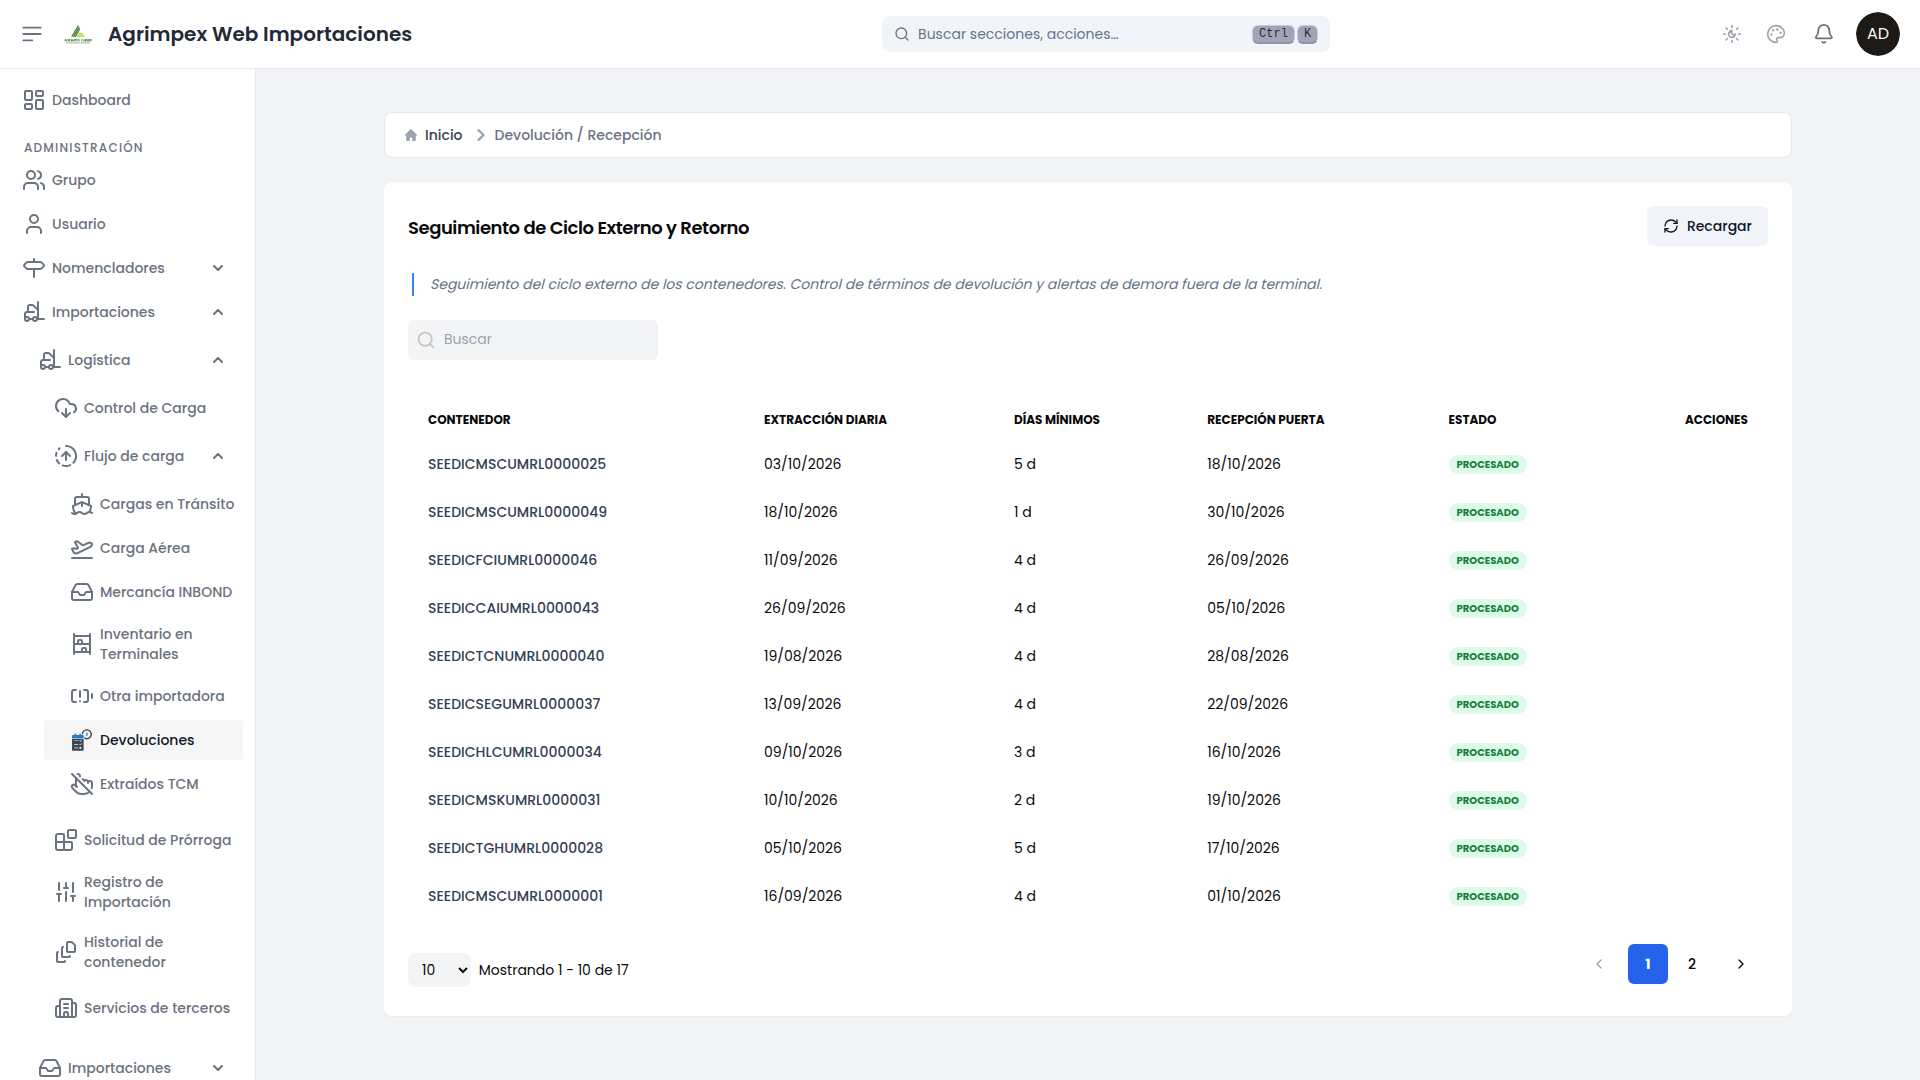 Agrimpex Web Importaciones
Buscar secciones, acciones...
Ctrl K
AD
Dashboard
ADMINISTRACIÓN
Grupo
Usuario
Nomencladores
Importaciones
Logística
Control de Carga
Flujo de carga
Cargas en Tránsito
Carga Aérea
Mercancía INBOND
Inventario en
Terminales
Otra importadora
Devoluciones
Extraídos TCM
Solicitud de Prórroga
Registro de
Importación
Historial de
contenedor
Servicios de terceros
Importaciones
Inicio > Devolución / Recepción
Seguimiento de Ciclo Externo y Retorno
Recargar
Seguimiento del ciclo externo de los contenedores. Control de términos de devolución y alertas de demora fuera de la terminal.
Buscar
CONTENEDOR EXTRACCIÓN DIARIA DÍAS MÍNIMOS RECEPCIÓN PUERTA ESTADO ACCIONES
SEEDICMSCUMRL0000025 03/10/2026 5 d 18/10/2026 PROCESADO
SEEDICMSCUMRL0000049 18/10/2026 1 d 30/10/2026 PROCESADO
SEEDICFCIUMRL0000046 11/09/2026 4 d 26/09/2026 PROCESADO
SEEDICCAIUMRL0000043 26/09/2026 4 d 05/10/2026 PROCESADO
SEEDICTCNUMRL0000040 19/08/2026 4 d 28/08/2026 PROCESADO
SEEDICSEGUMRL0000037 13/09/2026 4 d 22/09/2026 PROCESADO
SEEDICHLCUMRL0000034 09/10/2026 3 d 16/10/2026 PROCESADO
SEEDICMSKUMRL0000031 10/10/2026 2 d 19/10/2026 PROCESADO
SEEDICTGHUMRL0000028 05/10/2026 5 d 17/10/2026 PROCESADO
SEEDICMSCUMRL0000001 16/09/2026 4 d 01/10/2026 PROCESADO
10 Mostrando 1 - 10 de 17
1 2